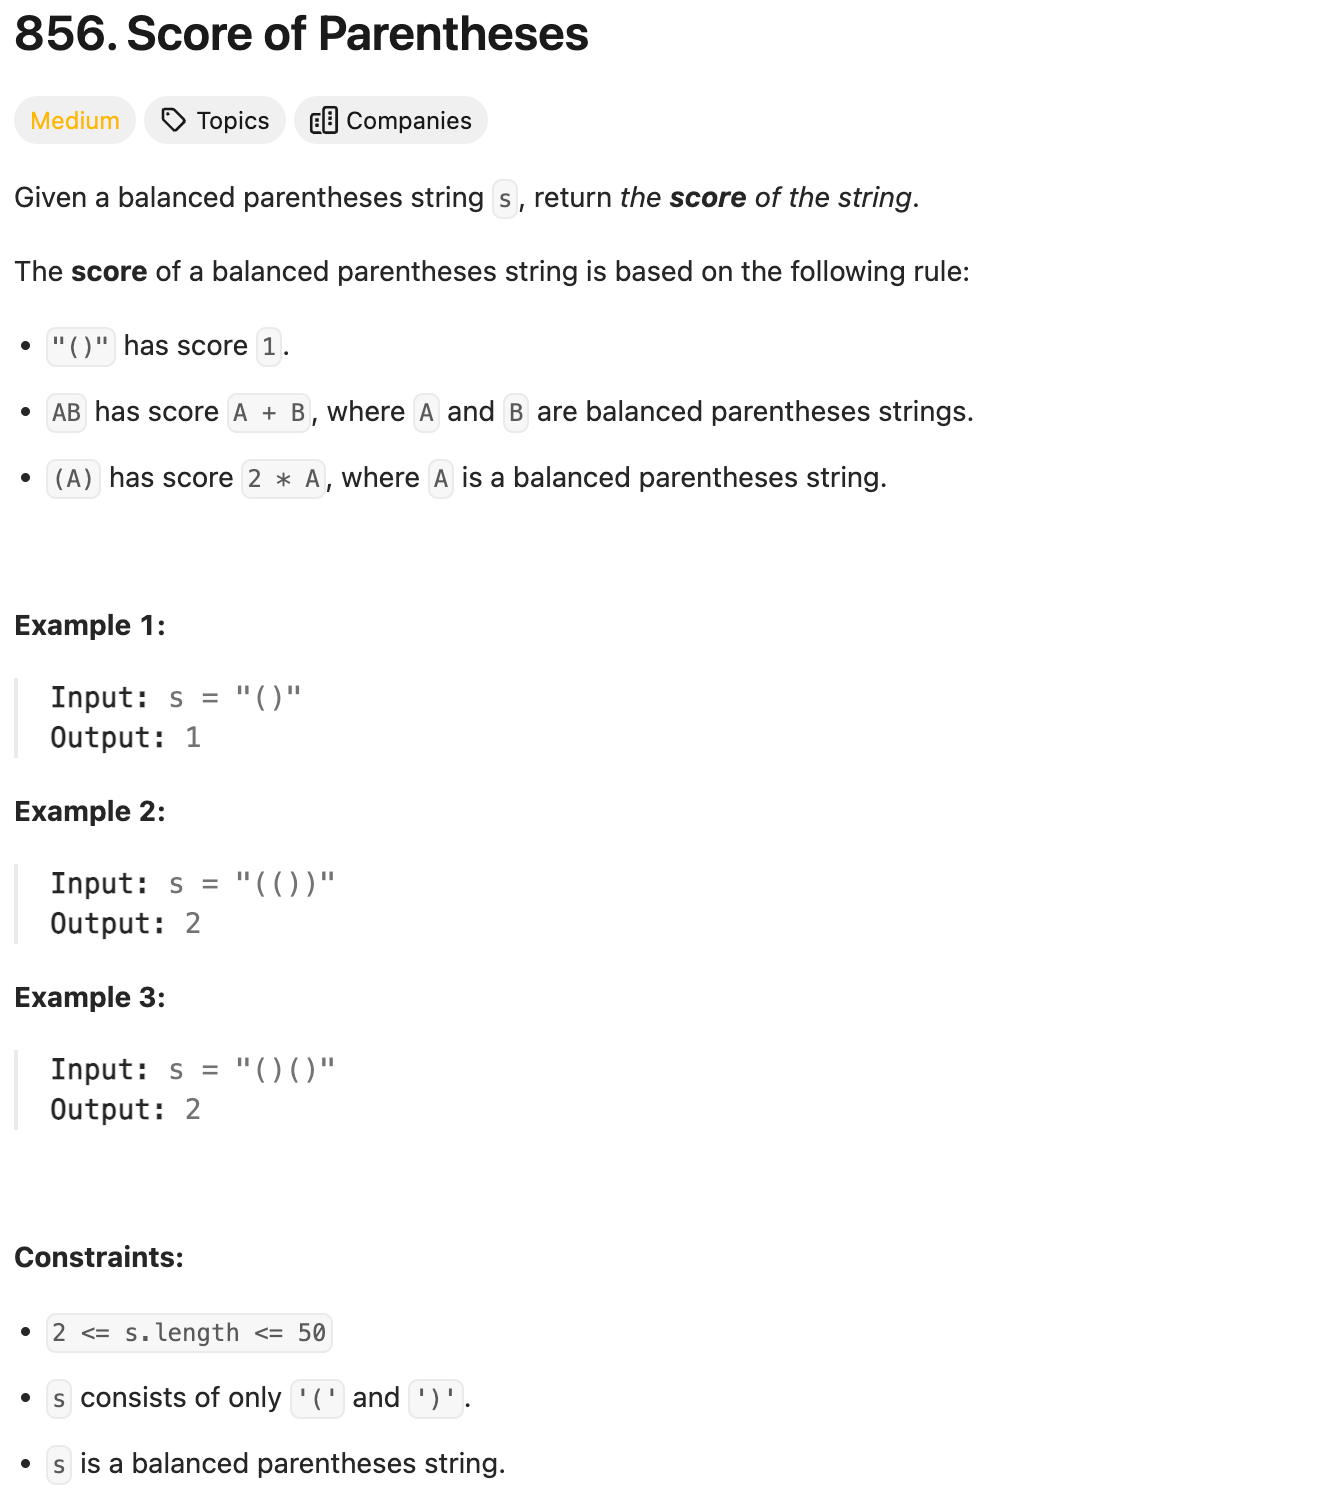 856. Score of Parentheses
Medium Topics Companies
Given a balanced parentheses string s, return the score of the string.
The score of a balanced parentheses string is based on the following rule:
• "()" has score 1.
• AB has score A + B, where A and B are balanced parentheses strings.
• (A) has score 2 * A, where A is a balanced parentheses string.
Example 1:
Input: s = "()"
Output: 1
Example 2:
Input: s = "(())"
Output: 2
Example 3:
Input: s = "()()"
Output: 2
Constraints:
• 2 <= s.length <= 50
• s consists of only '(' and ')'.
• s is a balanced parentheses string.